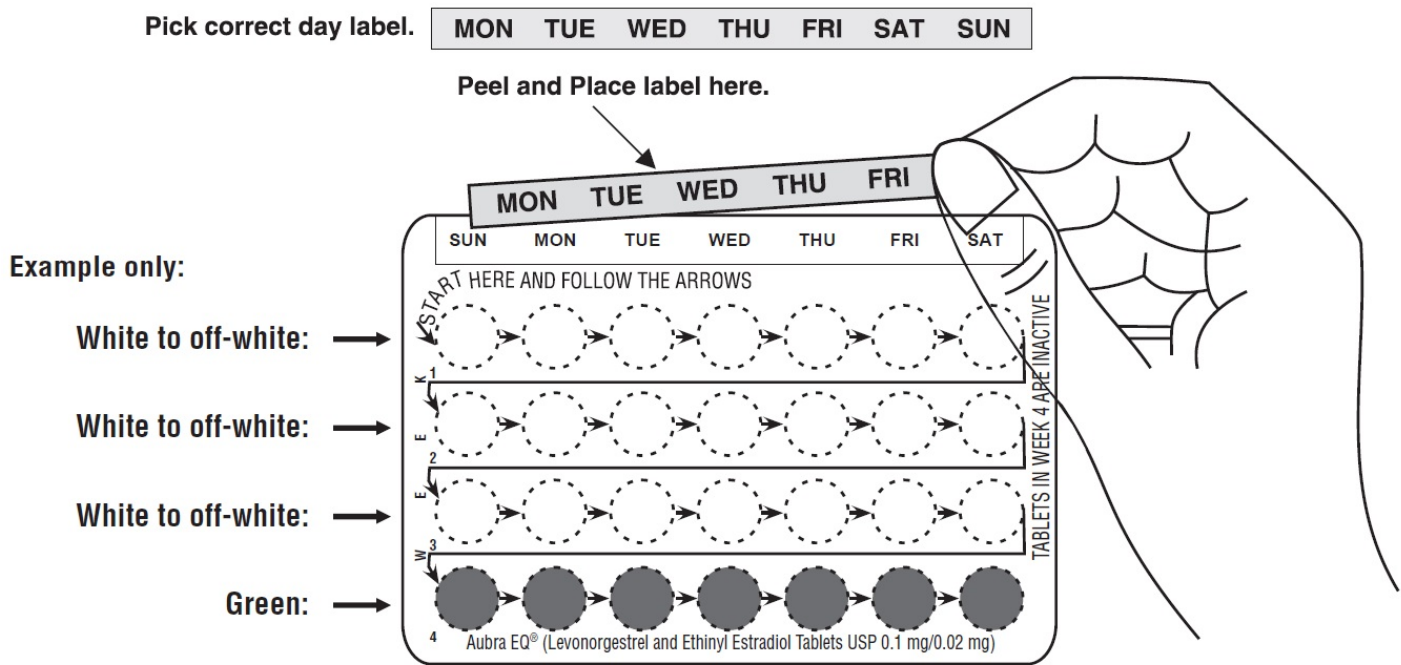 Pick correct day label. MON TUE WED THU FRI SAT SUN
Peel and Place label here.
MON TUE WED THU FRI
SUN MON TUE WED THU FRI SAT
Example only:
START HERE AND FOLLOW THE ARROWS
White to off-white:
1
White to off-white:
2
White to off-white:
3
Green:
4
WEEK
TABLETS IN WEEK 4 ARE INACTIVE
Aubra EQ® (Levonorgestrel and Ethinyl Estradiol Tablets USP 0.1 mg/0.02 mg)